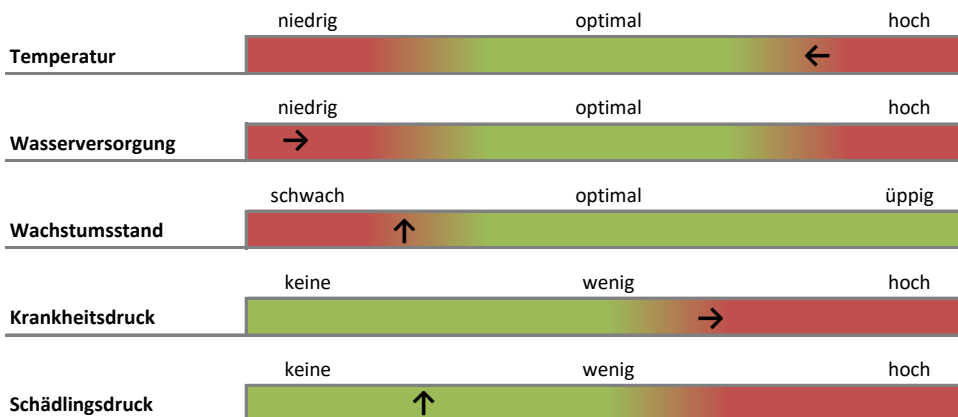 niedrig optimal hoch
Temperatur ←
niedrig optimal hoch
Wasserversorgung →
schwach optimal üppig
Wachstumsstand ↑
keine wenig hoch
Krankheitsdruck →
keine wenig hoch
Schädlingsdruck ↑